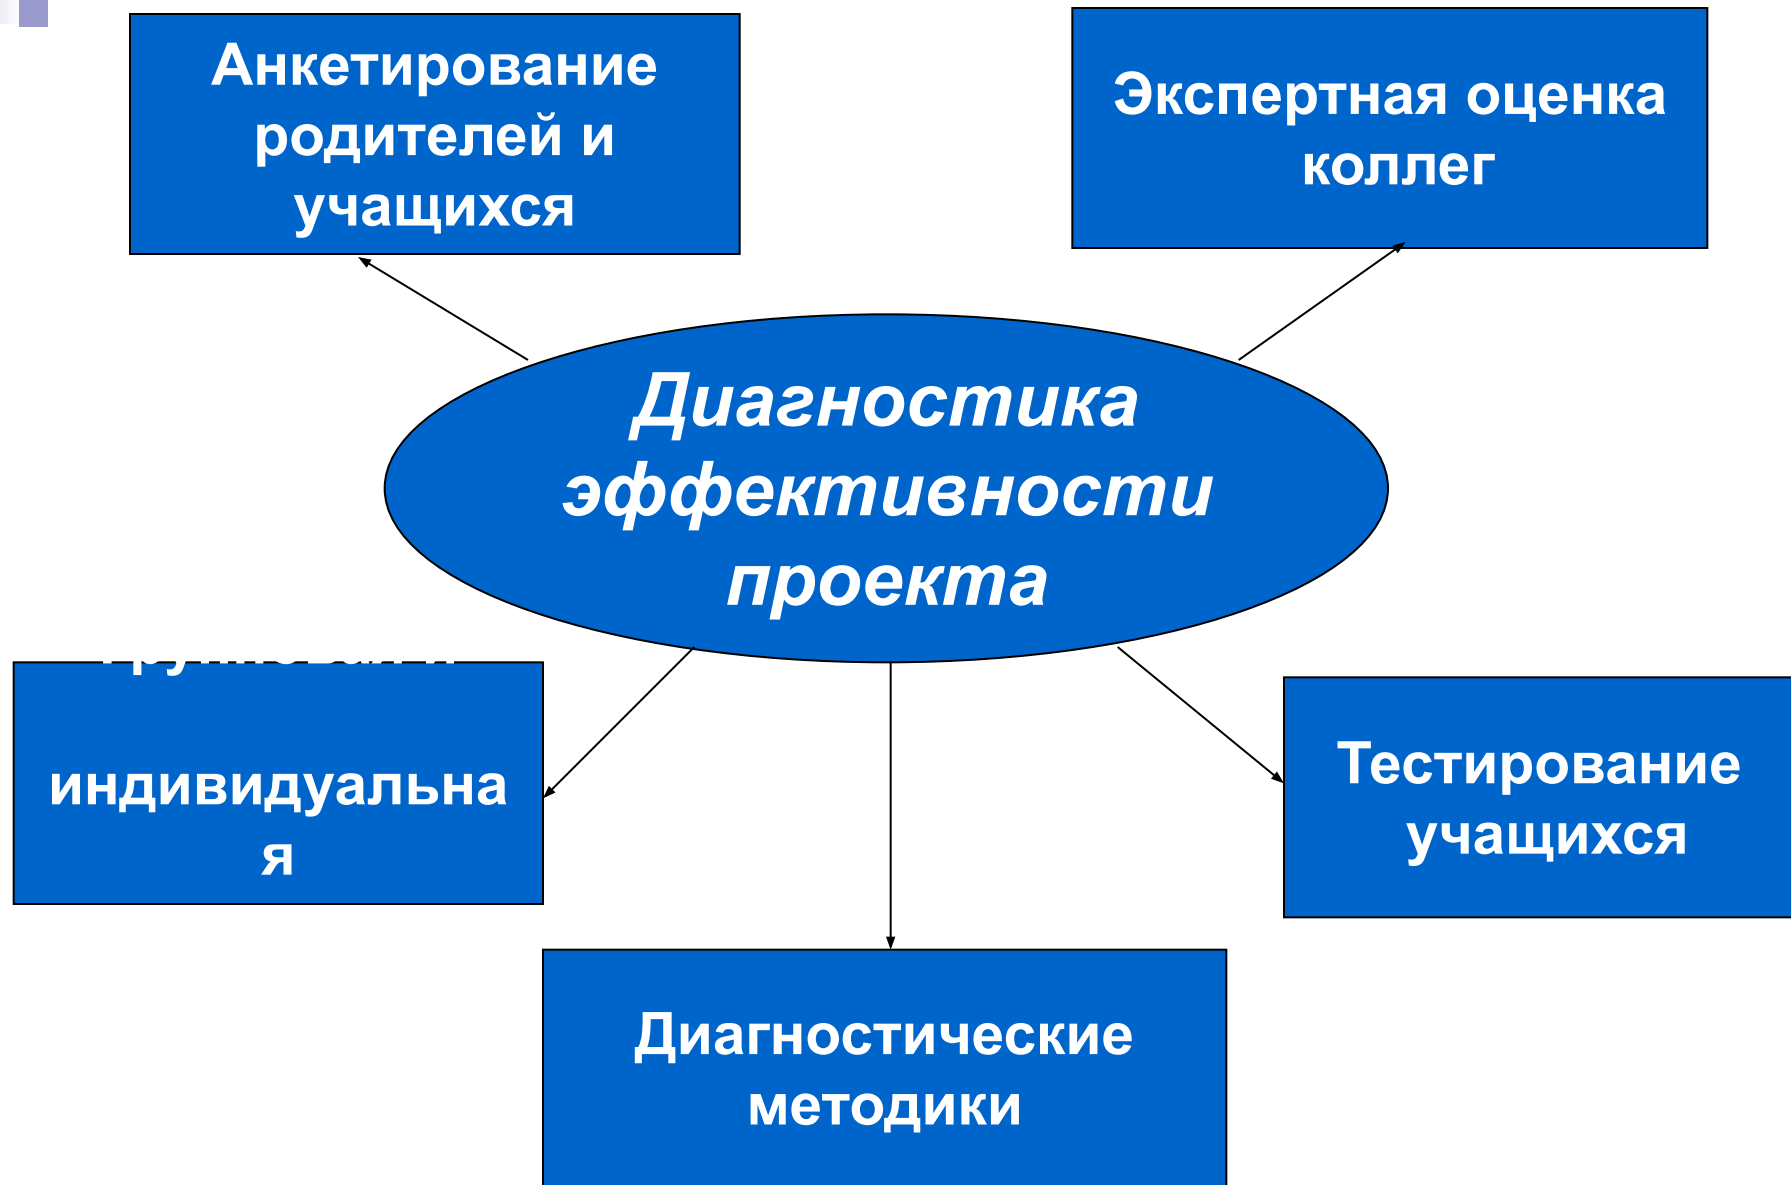 Анкетирование
родителей и
учащихся
Экспертная оценка
коллег
Диагностика
эффективности
проекта
индивидуальна
я
Тестирование
учащихся
Диагностические
методики